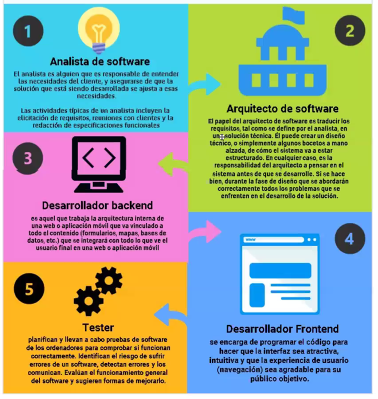 1
Analista de software
El analista es alguien que es responsable de entender
las necesidades del cliente, y asegurarse de que la
solución que está siendo desarrollada se ajusta a esas
necesidades
Las actividades típicas de un analista incluyen la
elicitación de requisitos, reuniones con clientes y la
redacción de especificaciones funcionales
2
Arquitecto de software
El papel del arquitecto de software es traducir los
requisitos, tal como se define por el analista, en
una solución técnica. Él puede crear un diseño
técnico, o simplemente algunos bocetos a mano
alzada, de cómo el sistema va a estar
estructurado. En cualquier caso, es la
responsabilidad del arquitecto a pensar en el
sistema antes de que se desarrolle. Si se hace
bien, durante la fase de diseño que se abordarán
correctamente todos los problemas que se
enfrenten en el desarrollo de la solución.
3
Desarrollador backend
es aquel que trabaja la arquitectura interna de
una web o aplicación móvil que va vinculado a
todo el contenido (formularios, mapas, bases de
datos, etc.) que se integrará con todo lo que ve el
usuario final en una web o aplicación móvil
4
Desarrollador Frontend
se encarga de programar el código para
hacer que la interfaz sea atractiva,
intuitiva y que la experiencia de usuario
(navegación) sea agradable para su
público objetivo.
5
Tester
planifican y llevan a cabo pruebas de software
de los ordenadores para comprobar si funcionan
correctamente. Identifican el riesgo de sufrir
errores de un software, detectan errores y los
comunican. Evalúan el funcionamiento general
del software y sugieren formas de mejorarlo.